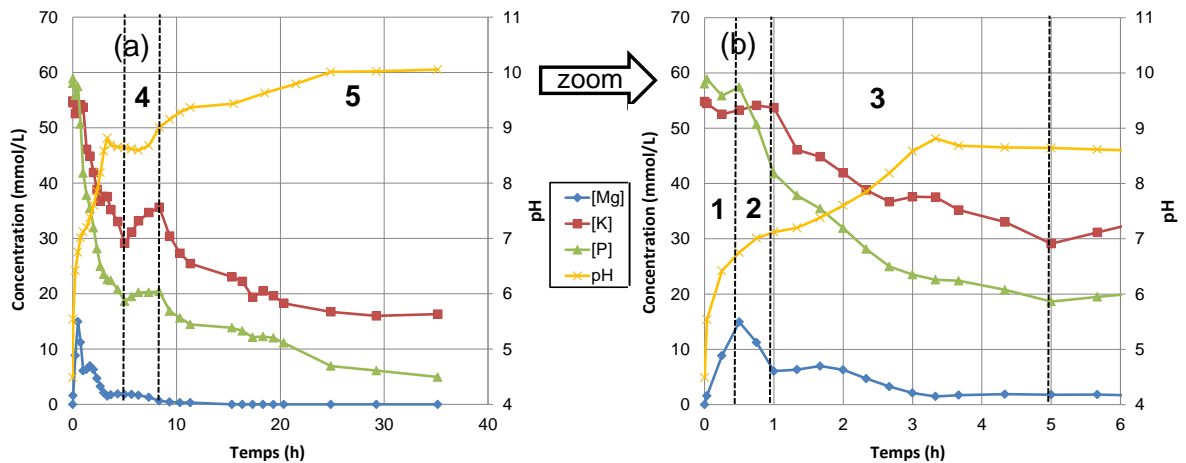 (a)
Concentration (mmol/L)
70
60
50
40
30
20
10
0
0 10 20 30 40
Temps (h)
11
10
9
8
7
6
5
4
pH
4
5
zoom
[Mg]
[K]
[P]
pH
(b)
Concentration (mmol/L)
70
60
50
40
30
20
10
0
0 1 2 3 4 5 6
Temps (h)
11
10
9
8
7
6
5
4
pH
1
2
3